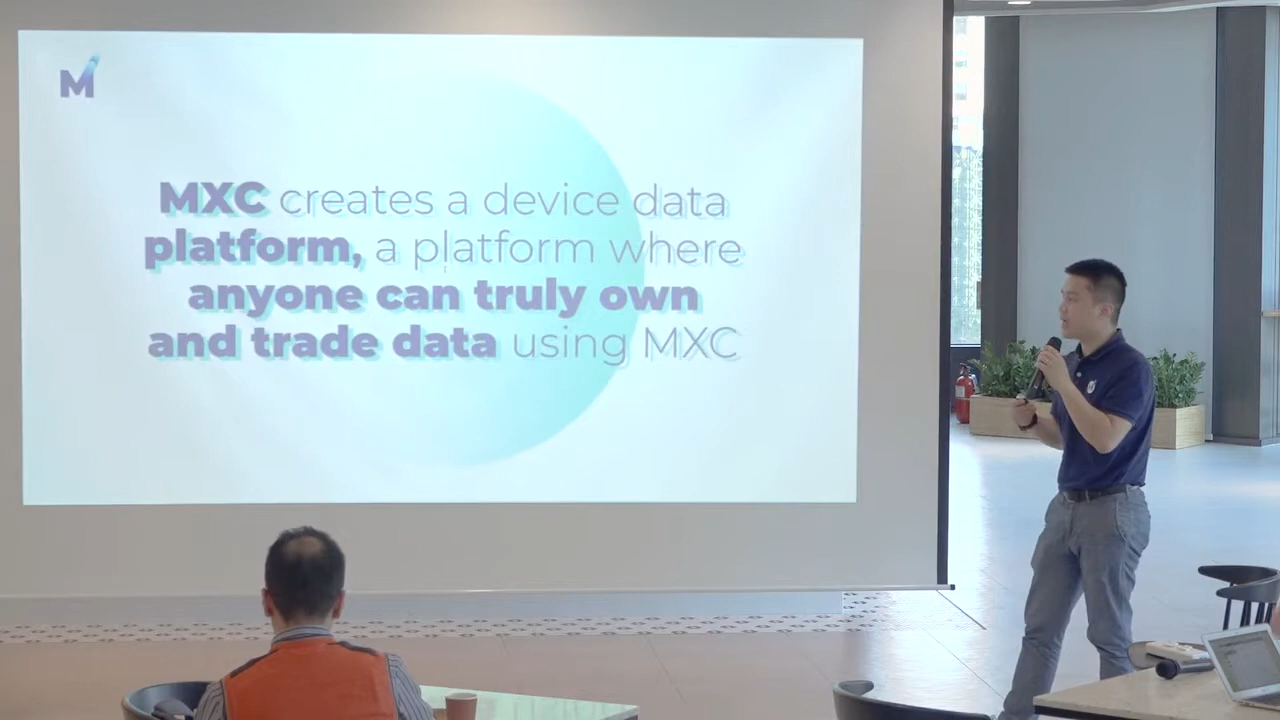 M
MXC creates a device data
platform, a platform where
anyone can truly own
and trade data using MXC